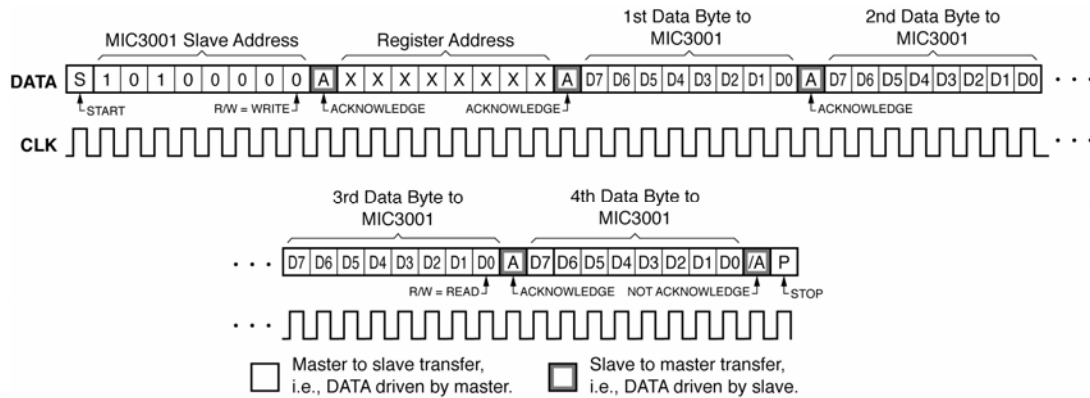 1st Data Byte to
MIC3001
2nd Data Byte to
MIC3001
MIC3001 Slave Address
Register Address
DATA S 1 0 1 0 0 0 0 0 A X X X X X X X X A D7 D6 D5 D4 D3 D2 D1 D0 A D7 D6 D5 D4 D3 D2 D1 D0 • • •
START
R/W = WRITE
ACKNOWLEDGE
ACKNOWLEDGE
ACKNOWLEDGE
CLK • • •
3rd Data Byte to
MIC3001
4th Data Byte to
MIC3001
• • • D7 D6 D5 D4 D3 D2 D1 D0 A D7 D6 D5 D4 D3 D2 D1 D0 /A P
R/W = READ
ACKNOWLEDGE
NOT ACKNOWLEDGE
STOP
• • •
Master to slave transfer,
i.e., DATA driven by master.
Slave to master transfer,
i.e., DATA driven by slave.